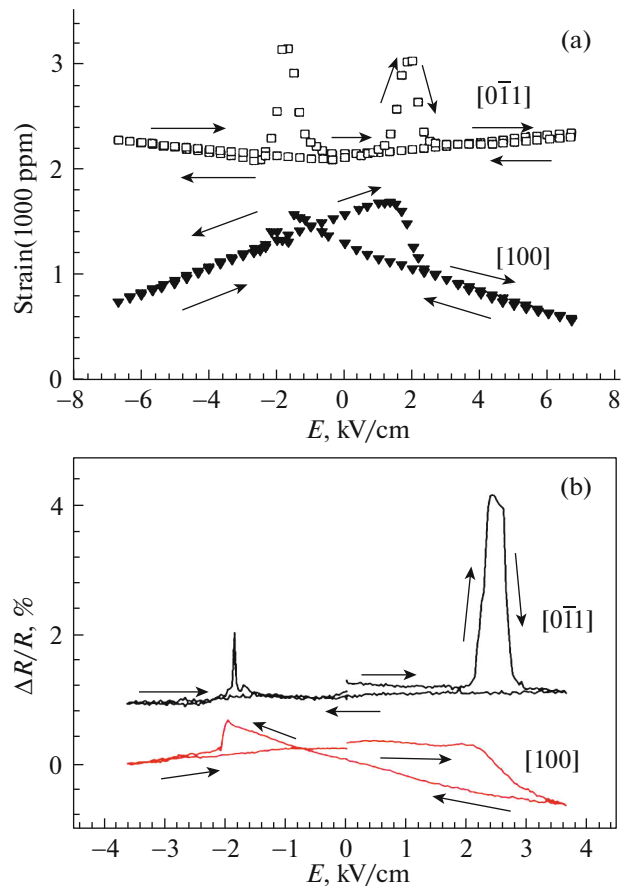 (a)
3
[01̅1]
2
Strain(1000 ppm)
[100]
1
0
−8 −6 −4 −2 0 2 4 6 8
E, kV/cm
(b)
4
[01̅1]
ΔR/R, %
2
[100]
0
−4 −3 −2 −1 0 1 2 3 4
E, kV/cm